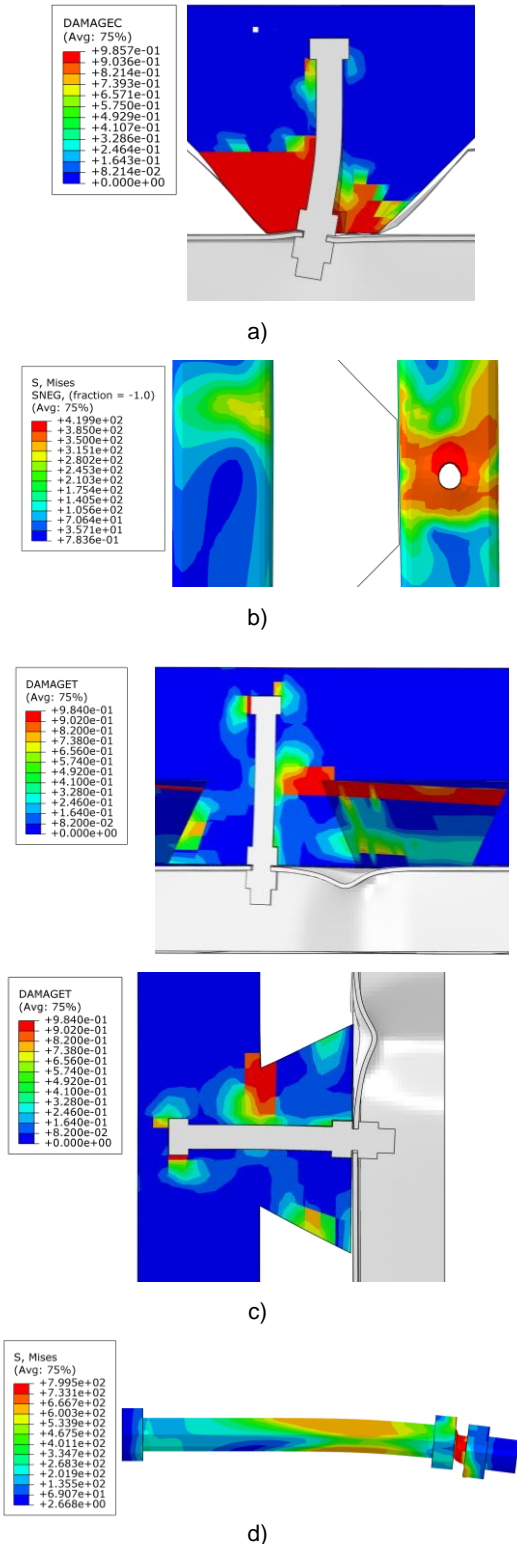 DAMAGEC
(Avg: 75%)
+9.857e-01
+9.036e-01
+8.214e-01
+7.393e-01
+6.571e-01
+5.750e-01
+4.929e-01
+4.107e-01
+3.286e-01
+2.464e-01
+1.643e-01
+8.214e-02
+0.000e+00
a)
S, Mises
SNEG, (fraction = -1.0)
(Avg: 75%)
+4.199e+02
+3.850e+02
+3.500e+02
+3.151e+02
+2.802e+02
+2.453e+02
+2.103e+02
+1.754e+02
+1.405e+02
+1.056e+02
+7.064e+01
+3.571e+01
+7.836e-01
b)
DAMAGET
(Avg: 75%)
+9.840e-01
+9.020e-01
+8.200e-01
+7.380e-01
+6.560e-01
+5.740e-01
+4.920e-01
+4.100e-01
+3.280e-01
+2.460e-01
+1.640e-01
+8.200e-02
+0.000e+00
DAMAGET
(Avg: 75%)
+9.840e-01
+9.020e-01
+8.200e-01
+7.380e-01
+6.560e-01
+5.740e-01
+4.920e-01
+4.100e-01
+3.280e-01
+2.460e-01
+1.640e-01
+8.200e-02
+0.000e+00
c)
S, Mises
(Avg: 75%)
+7.995e+02
+7.331e+02
+6.667e+02
+6.003e+02
+5.339e+02
+4.675e+02
+4.011e+02
+3.347e+02
+2.683e+02
+2.019e+02
+1.355e+02
+6.907e+01
+2.668e+00
d)